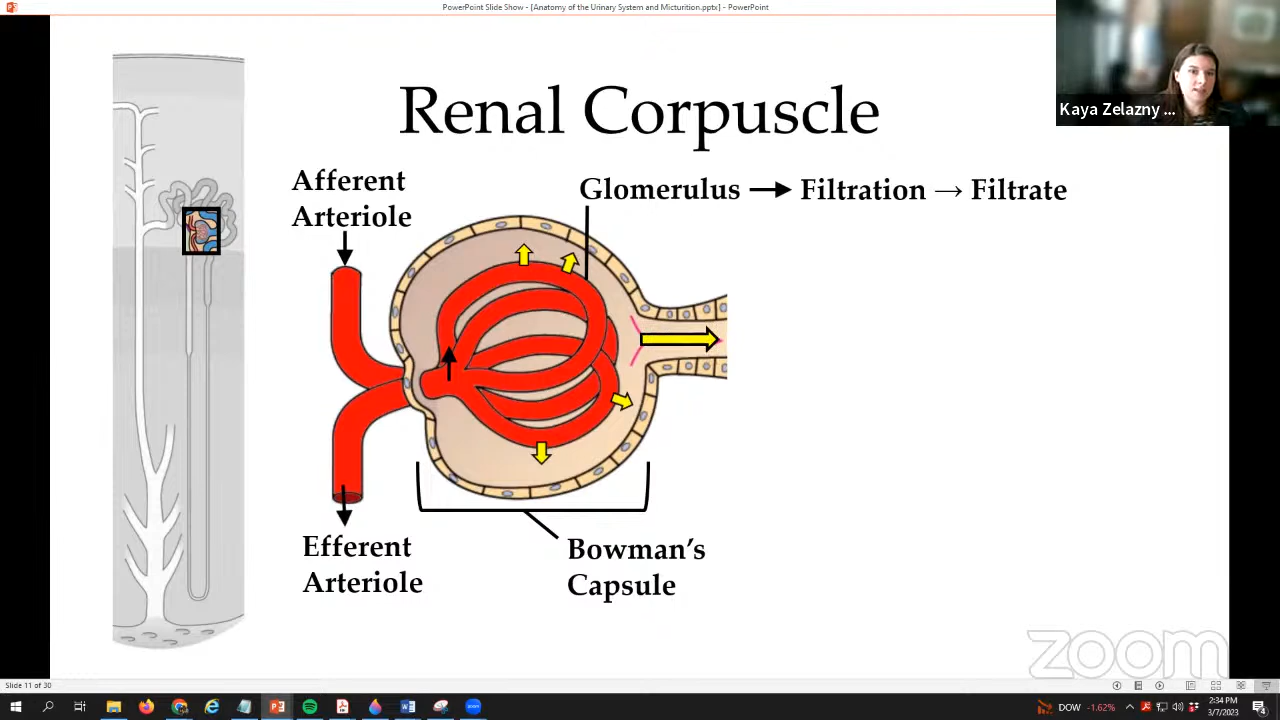 PowerPoint Slide Show - [Anatomy of the Urinary System and Micturition.pptx] - PowerPoint
Kaya Zelazny ...
Renal Corpuscle
Afferent
Arteriole
Glomerulus → Filtration → Filtrate
Efferent
Arteriole
Bowman's
Capsule
zoom
Slide 11 of 30
DOW -1.62%
2:34 PM
3/7/2023